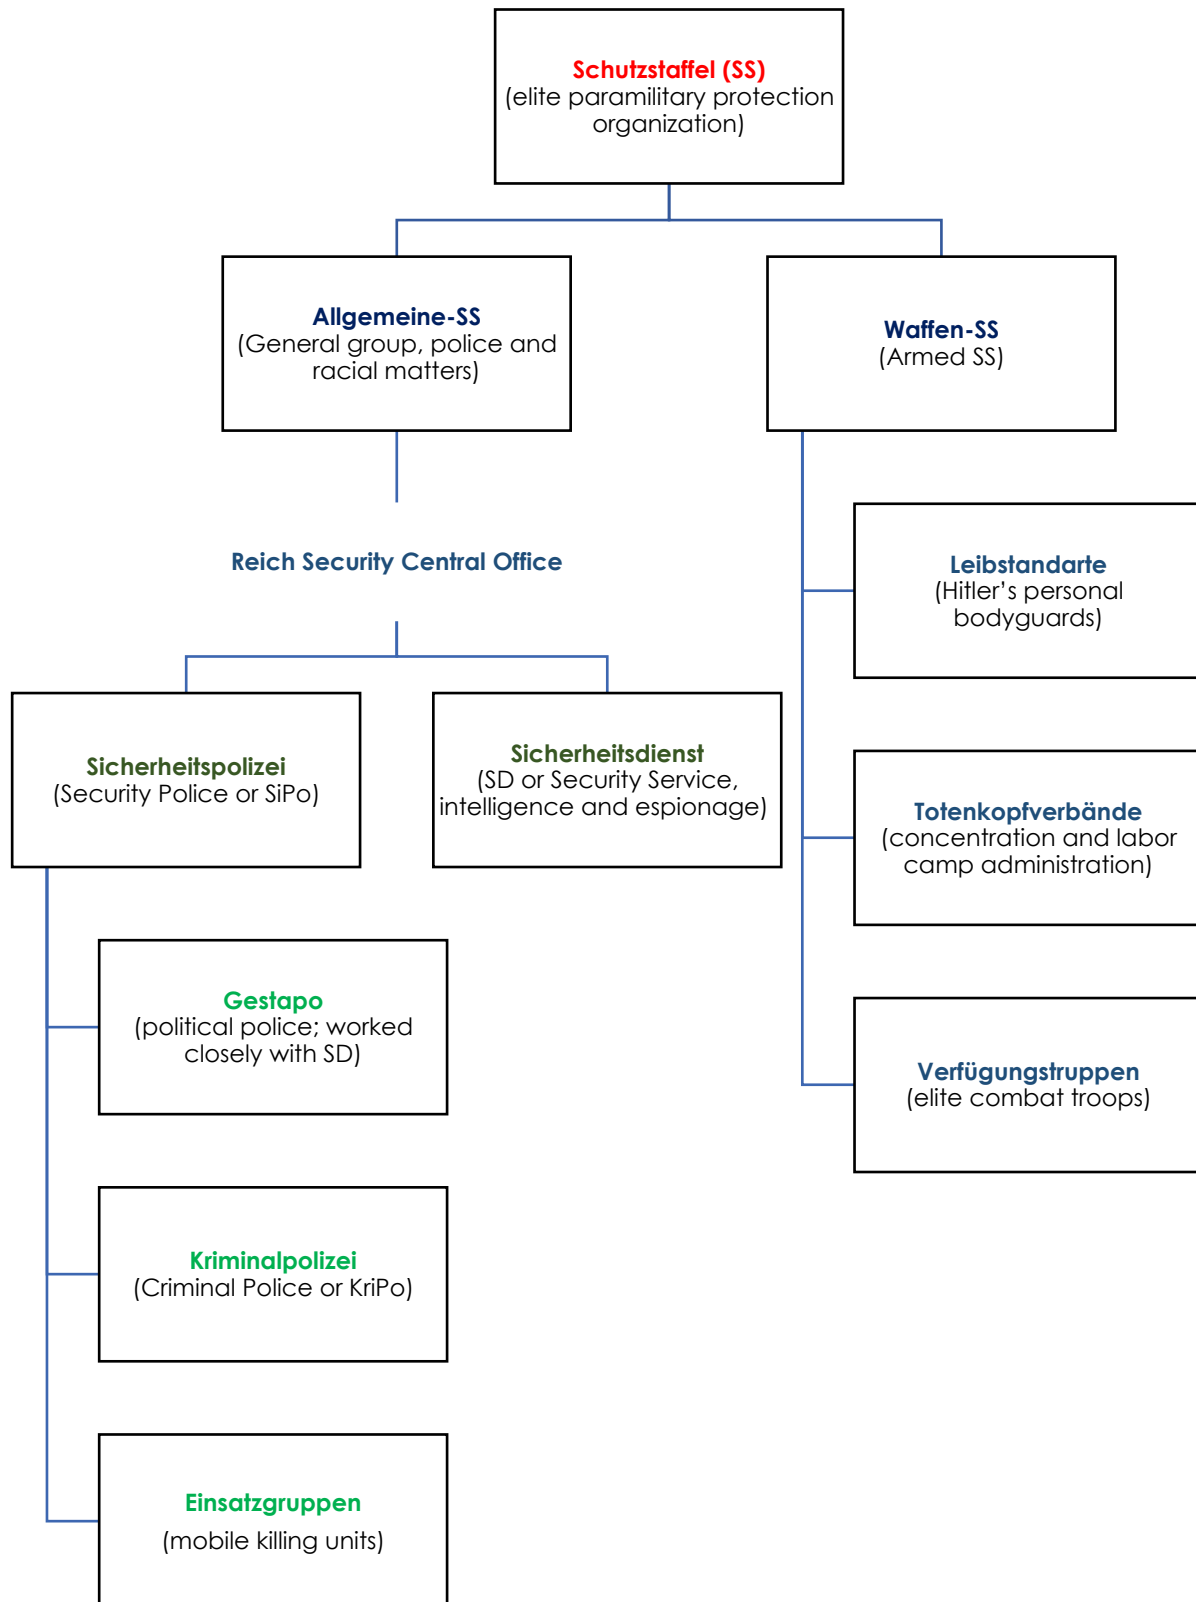 Schutzstaffel (SS)
(elite paramilitary protection
organization)
Allgemeine-SS
(General group, police and
racial matters)
Waffen-SS
(Armed SS)
Reich Security Central Office
Leibstandarte
(Hitler’s personal
bodyguards)
Sicherheitspolizei
(Security Police or SiPo)
Sicherheitsdienst
(SD or Security Service,
intelligence and espionage)
Totenkopfverbände
(concentration and labor
camp administration)
Gestapo
(political police; worked
closely with SD)
Verfügungstruppen
(elite combat troops)
Kriminalpolizei
(Criminal Police or KriPo)
Einsatzgruppen
(mobile killing units)